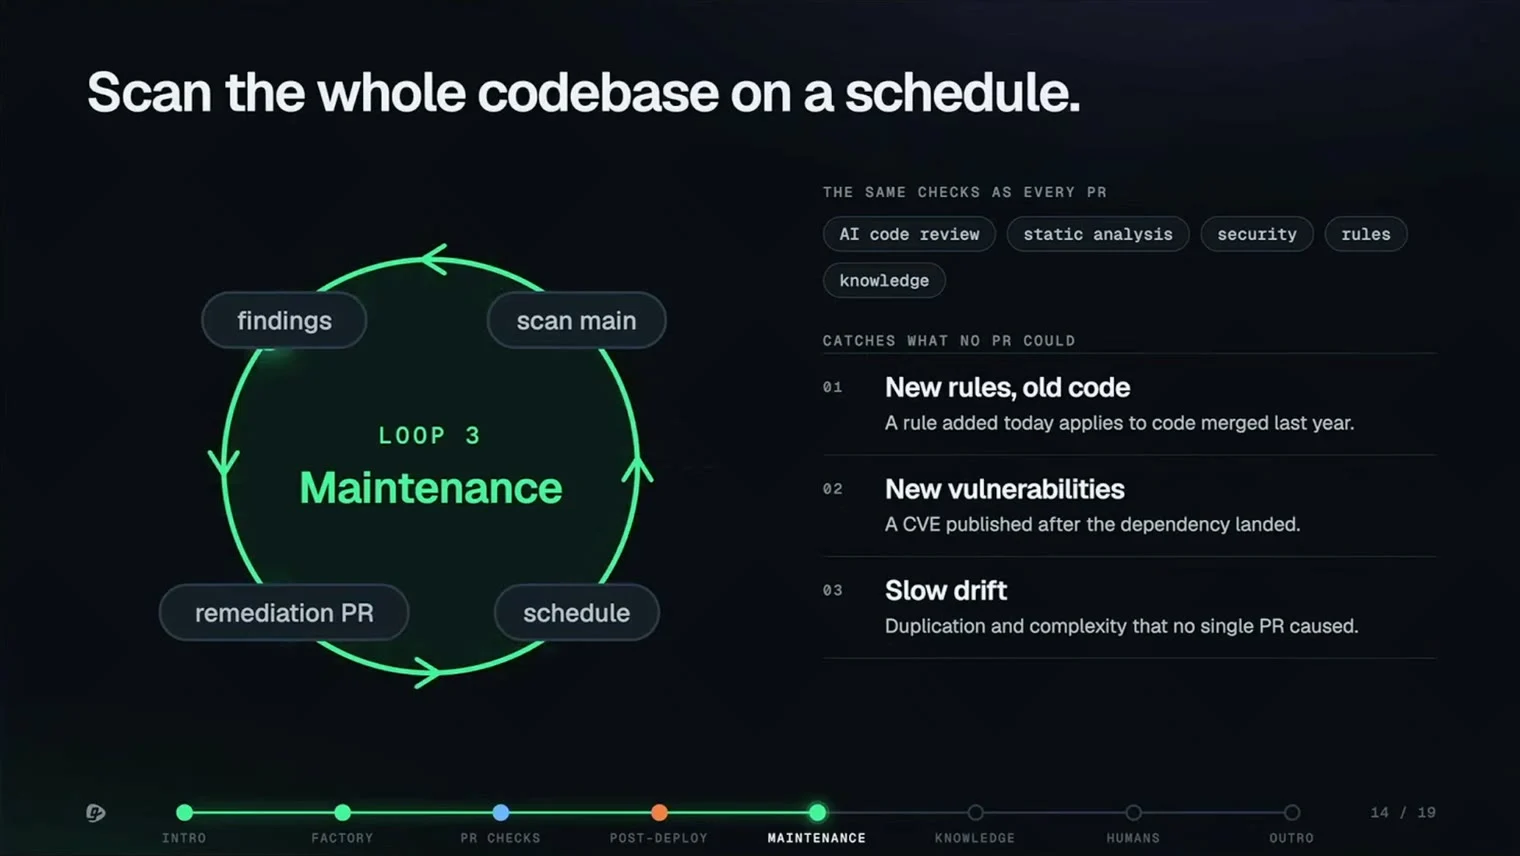 Scan the whole codebase on a schedule.
findings
scan main
LOOP 3
Maintenance
remediation PR
schedule
THE SAME CHECKS AS EVERY PR
AI code review
static analysis
security
rules
knowledge
CATCHES WHAT NO PR COULD
01
New rules, old code
A rule added today applies to code merged last year.
02
New vulnerabilities
A CVE published after the dependency landed.
03
Slow drift
Duplication and complexity that no single PR caused.
INTRO
FACTORY
PR CHECKS
POST-DEPLOY
MAINTENANCE
KNOWLEDGE
HUMANS
OUTRO
14 / 19